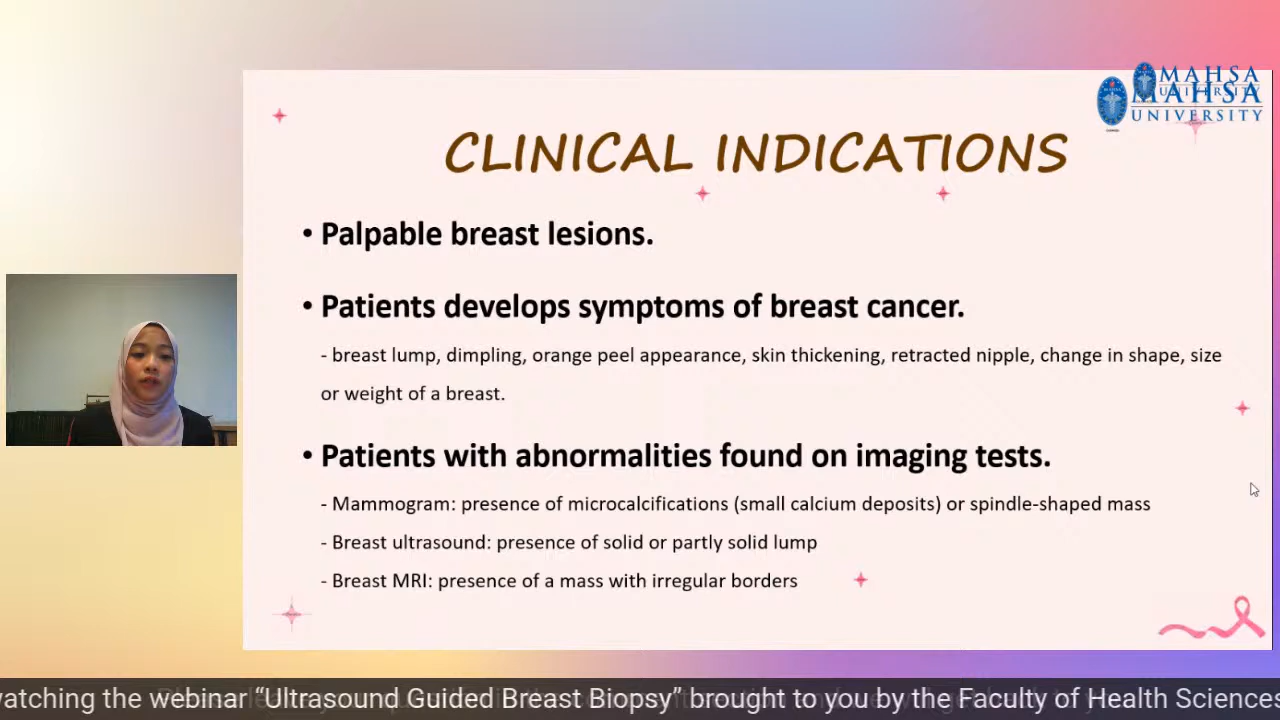 MAHSA
UNIVERSITY
MAHSA
UNIVERSITY
CLINICAL INDICATIONS
• Palpable breast lesions.
• Patients develops symptoms of breast cancer.
- breast lump, dimpling, orange peel appearance, skin thickening, retracted nipple, change in shape, size
or weight of a breast.
• Patients with abnormalities found on imaging tests.
- Mammogram: presence of microcalcifications (small calcium deposits) or spindle-shaped mass
- Breast ultrasound: presence of solid or partly solid lump
- Breast MRI: presence of a mass with irregular borders
watching the webinar “Ultrasound Guided Breast Biopsy” brought to you by the Faculty of Health Sciences